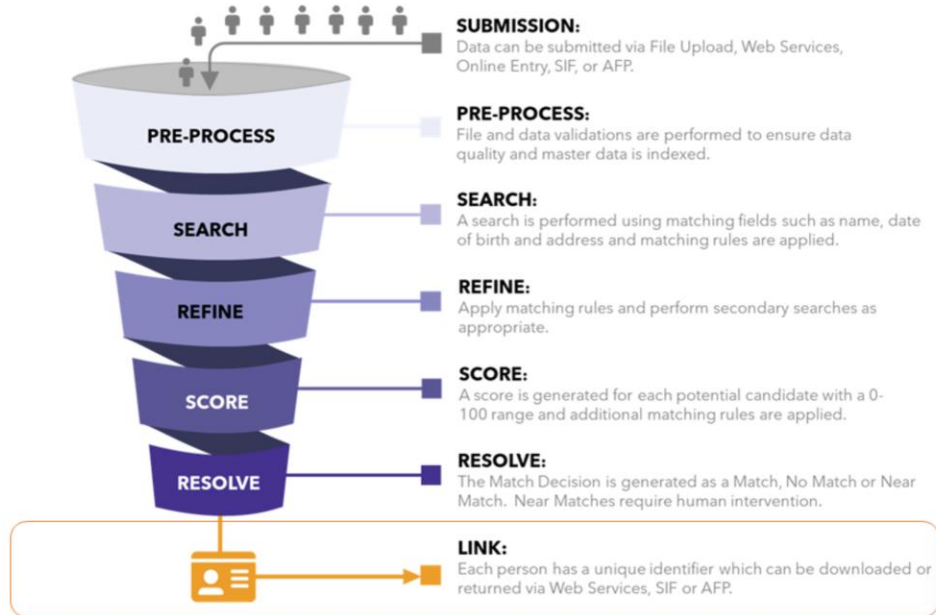 SUBMISSION:
Data can be submitted via File Upload, Web Services,
Online Entry, SIF, or AFP.
PRE-PROCESS
PRE-PROCESS:
File and data validations are performed to ensure data
quality and master data is indexed.
SEARCH
SEARCH:
A search is performed using matching fields such as name, date
of birth and address and matching rules are applied.
REFINE
REFINE:
Apply matching rules and perform secondary searches as
appropriate.
SCORE
SCORE:
A score is generated for each potential candidate with a 0-
100 range and additional matching rules are applied.
RESOLVE
RESOLVE:
The Match Decision is generated as a Match, No Match or Near
Match. Near Matches require human intervention.
LINK:
Each person has a unique identifier which can be downloaded or
returned via Web Services, SIF or AFP.